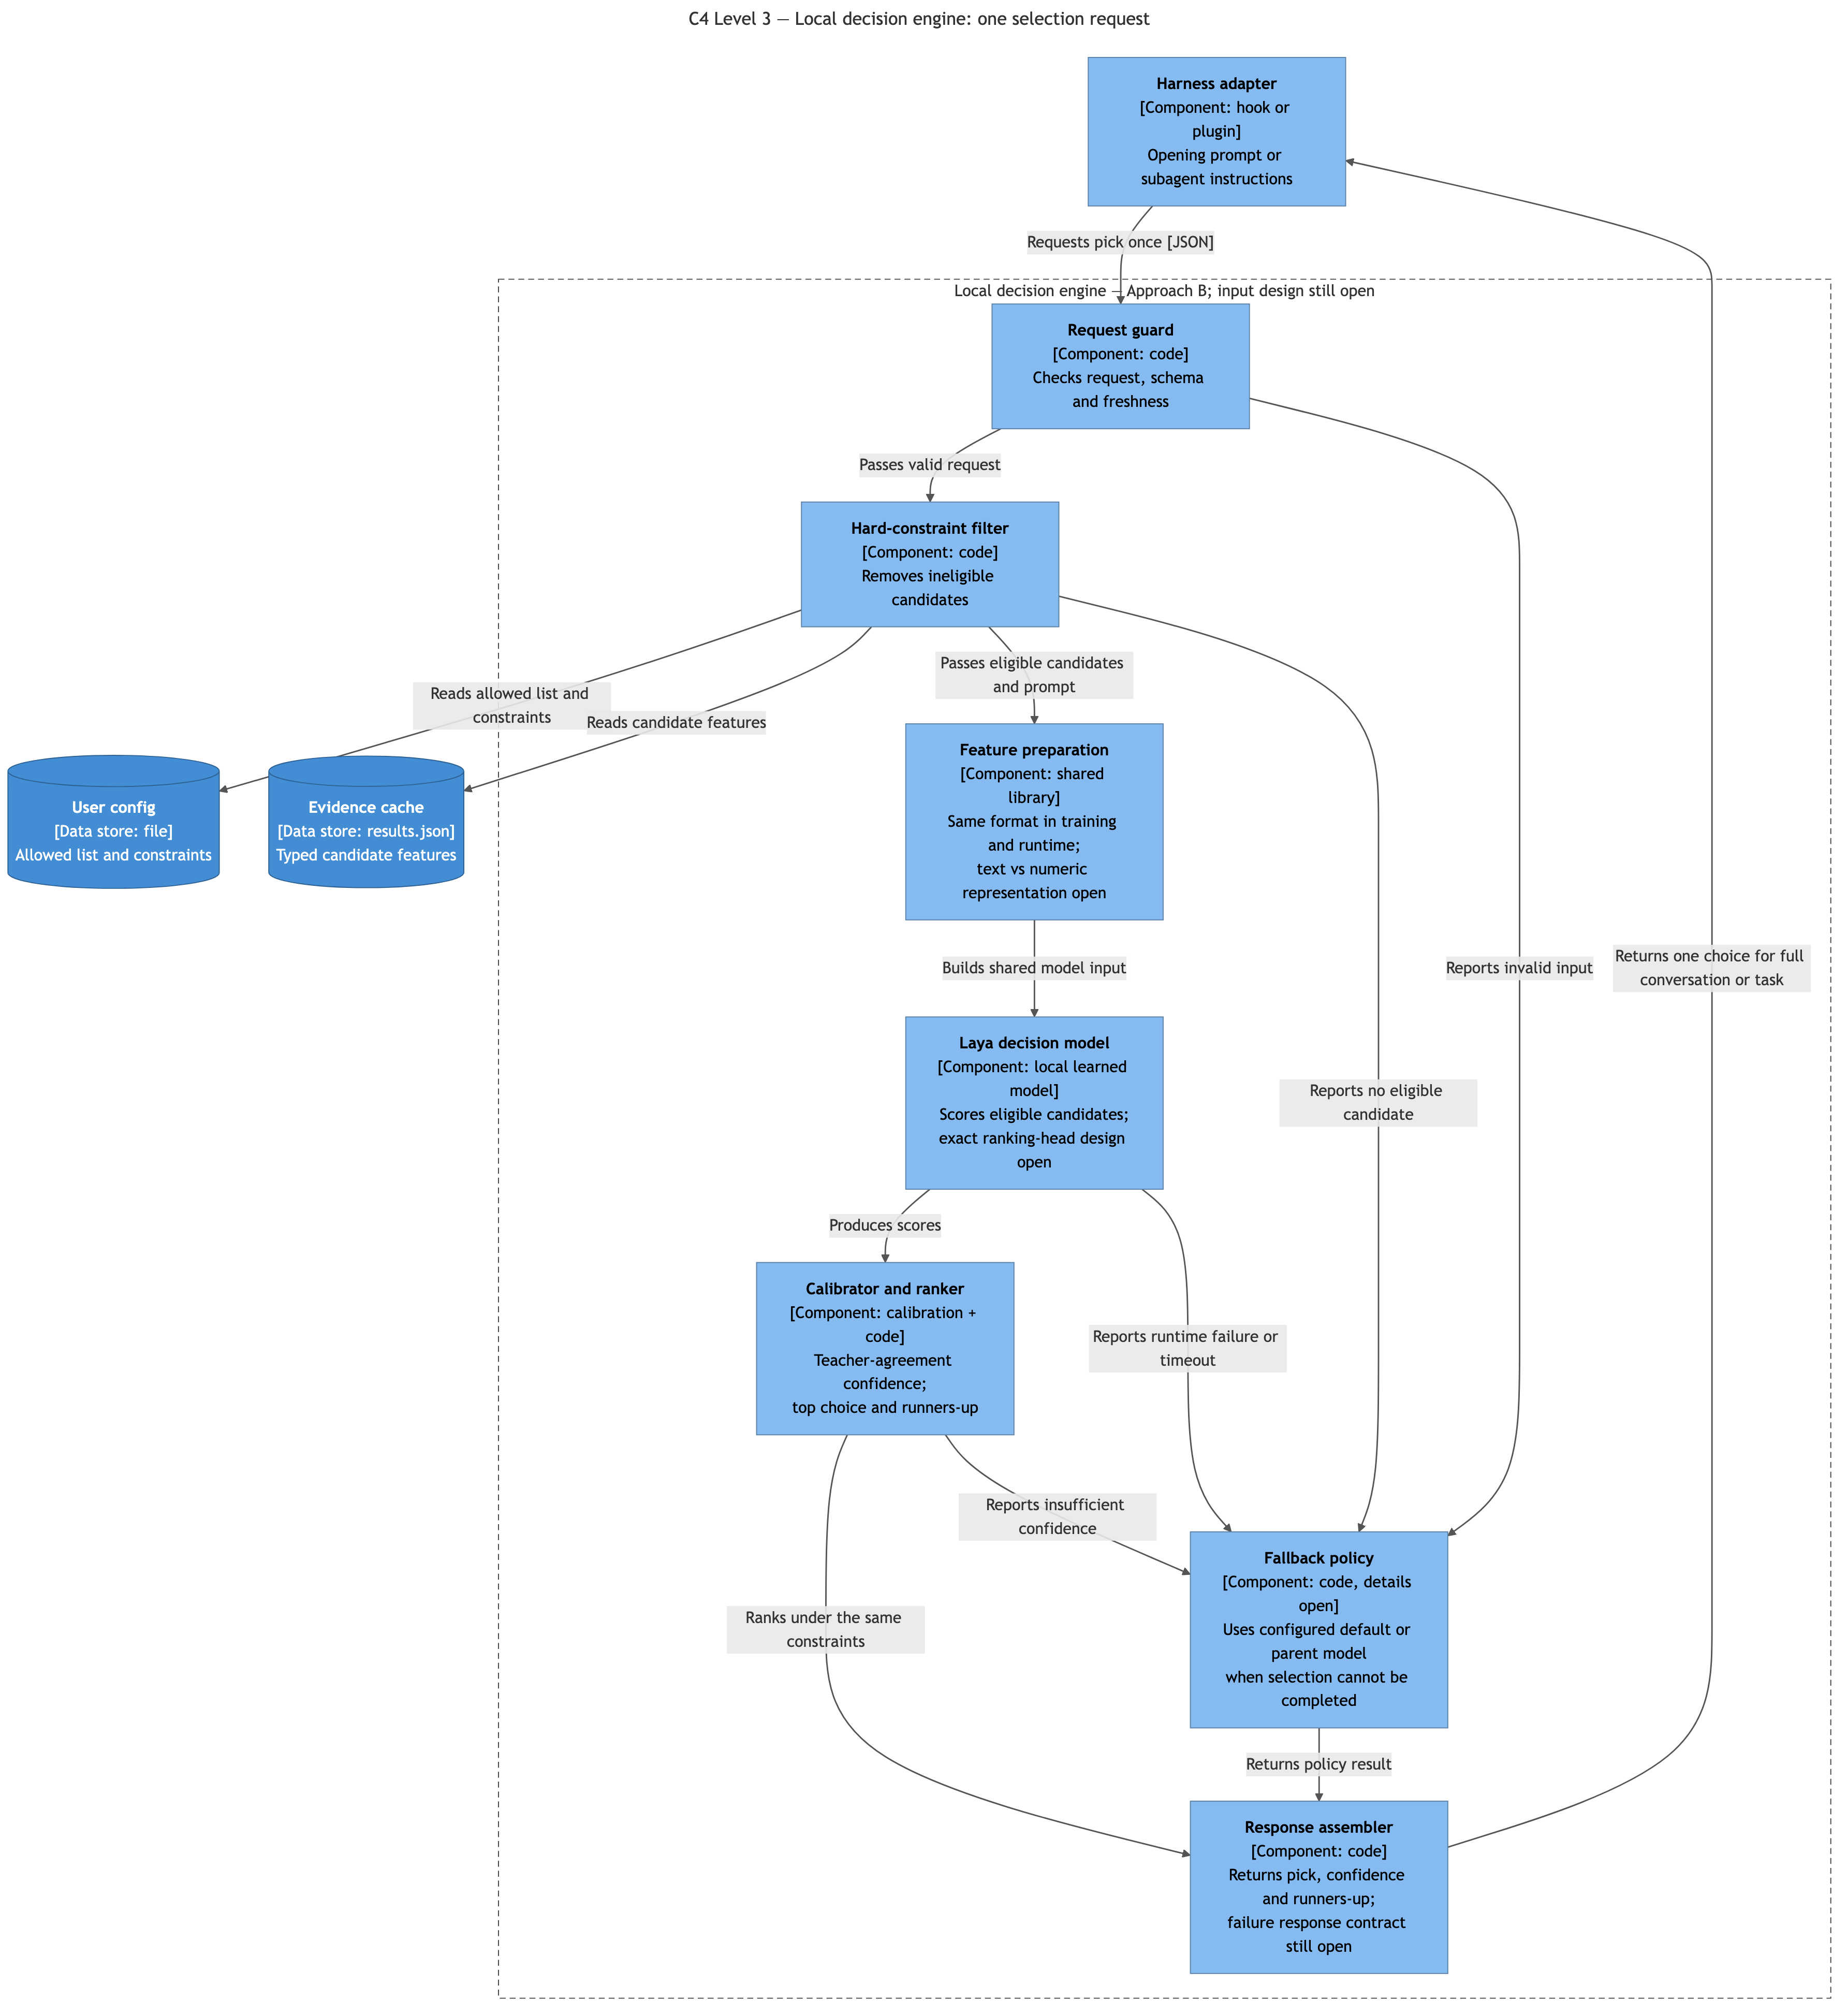 C4 Level 3 — Local decision engine: one selection request
Harness adapter
[Component: hook or
plugin]
Opening prompt or
subagent instructions
Requests pick once [JSON]
Local decision engine — Approach B; input design still open
Request guard
[Component: code]
Checks request, schema
and freshness
Passes valid request
Hard-constraint filter
[Component: code]
Removes ineligible
candidates
Reads allowed list and
constraints
Reads candidate features
Passes eligible candidates
and prompt
User config
[Data store: file]
Allowed list and constraints
Evidence cache
[Data store: results.json]
Typed candidate features
Feature preparation
[Component: shared
library]
Same format in training
and runtime;
text vs numeric
representation open
Builds shared model input
Reports invalid input
Returns one choice for full
conversation or task
Laya decision model
[Component: local learned
model]
Scores eligible candidates;
exact ranking-head design
open
Reports no eligible
candidate
Produces scores
Calibrator and ranker
[Component: calibration +
code]
Teacher-agreement
confidence;
top choice and runners-up
Reports runtime failure or
timeout
Reports insufficient
confidence
Ranks under the same
constraints
Fallback policy
[Component: code, details
open]
Uses configured default or
parent model
when selection cannot be
completed
Returns policy result
Response assembler
[Component: code]
Returns pick, confidence
and runners-up;
failure response contract
still open